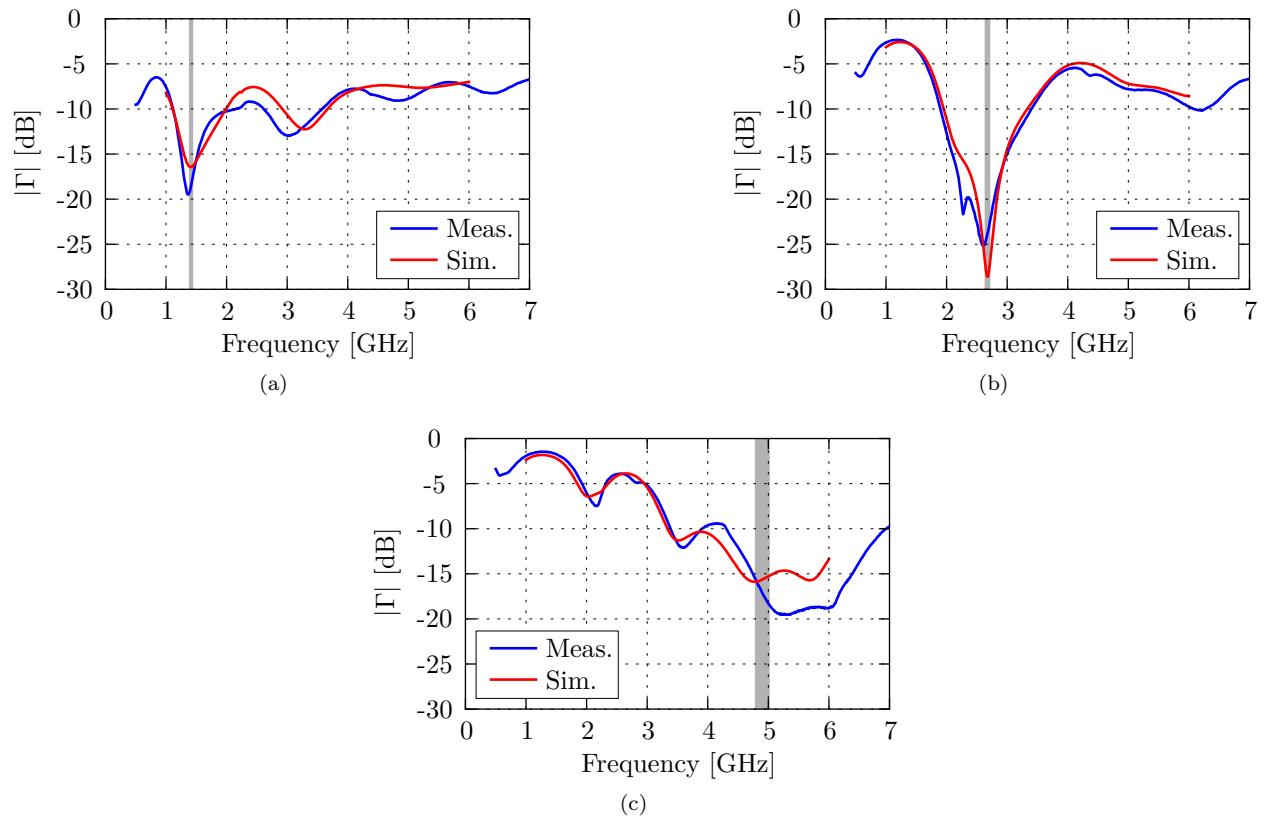 0
-5
-10
-15
-20
-25
-30
|Γ| [dB]
Meas.
Sim.
0 1 2 3 4 5 6 7
Frequency [GHz]
(a)
0
-5
-10
-15
-20
-25
-30
|Γ| [dB]
Meas.
Sim.
0 1 2 3 4 5 6 7
Frequency [GHz]
(b)
0
-5
-10
-15
-20
-25
-30
|Γ| [dB]
Meas.
Sim.
0 1 2 3 4 5 6 7
Frequency [GHz]
(c)